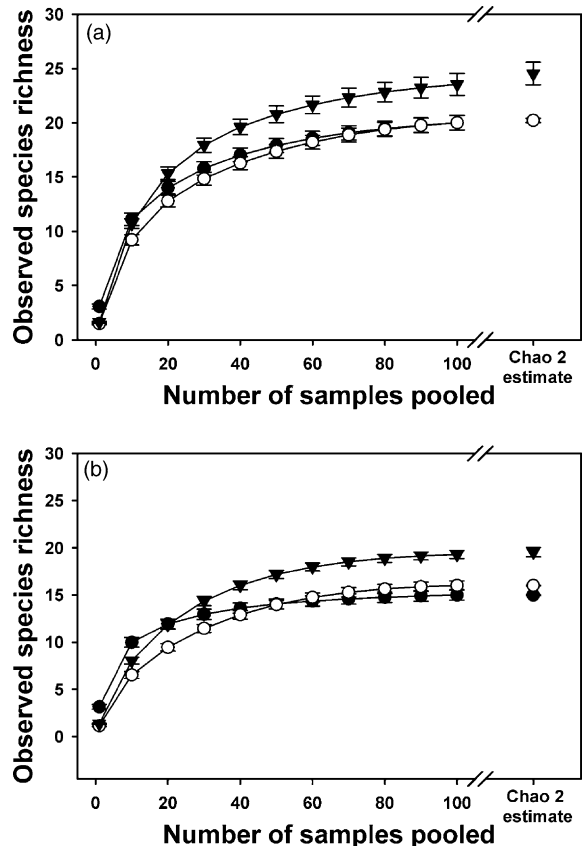 (a)
Observed species richness
30
25
20
15
10
5
0
0 20 40 60 80 100 Chao 2
estimate
Number of samples pooled
(b)
Observed species richness
30
25
20
15
10
5
0
0 20 40 60 80 100 Chao 2
estimate
Number of samples pooled